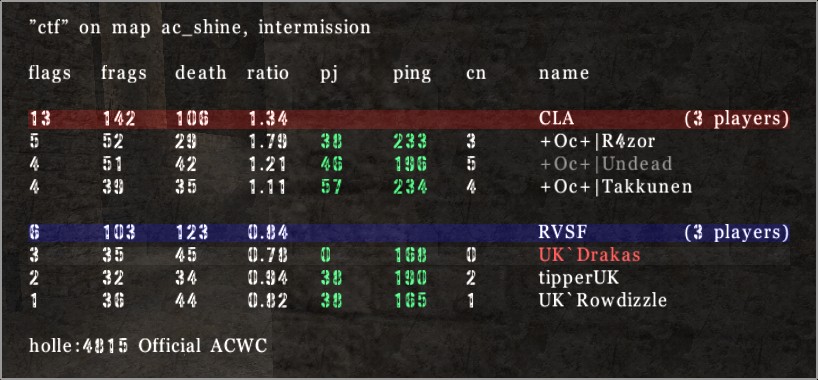 "ctf" on map ac_shine, intermission
flags frags death ratio pj ping cn name
13 142 106 1.34 CLA (3 players)
5 52 29 1.79 38 233 3 +Oc+|R4zor
4 51 42 1.21 46 196 5 +Oc+|Undead
4 39 35 1.11 57 234 4 +Oc+|Takkunen
6 103 123 0.84 RVSF (3 players)
3 35 45 0.78 0 168 0 UK`Drakas
2 32 34 0.94 38 190 2 tipperUK
1 36 44 0.82 38 165 1 UK`Rowdizzle
holle:4815 Official ACWC